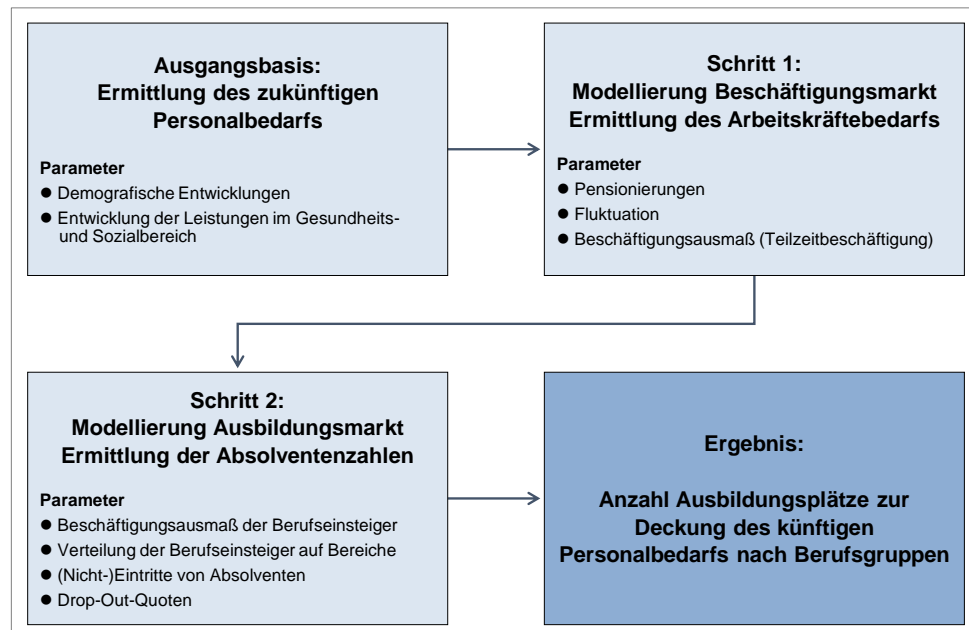 Ausgangsbasis:
Ermittlung des zukünftigen
Personalbedarfs
Parameter
● Demografische Entwicklungen
● Entwicklung der Leistungen im Gesundheits-
und Sozialbereich
Schritt 1:
Modellierung Beschäftigungsmarkt
Ermittlung des Arbeitskräftebedarfs
Parameter
● Pensionierungen
● Fluktuation
● Beschäftigungsausmaß (Teilzeitbeschäftigung)
Schritt 2:
Modellierung Ausbildungsmarkt
Ermittlung der Absolventenzahlen
Parameter
● Beschäftigungsausmaß der Berufseinsteiger
● Verteilung der Berufseinsteiger auf Bereiche
● (Nicht-)Eintritte von Absolventen
● Drop-Out-Quoten
Ergebnis:
Anzahl Ausbildungsplätze zur
Deckung des künftigen
Personalbedarfs nach Berufsgruppen